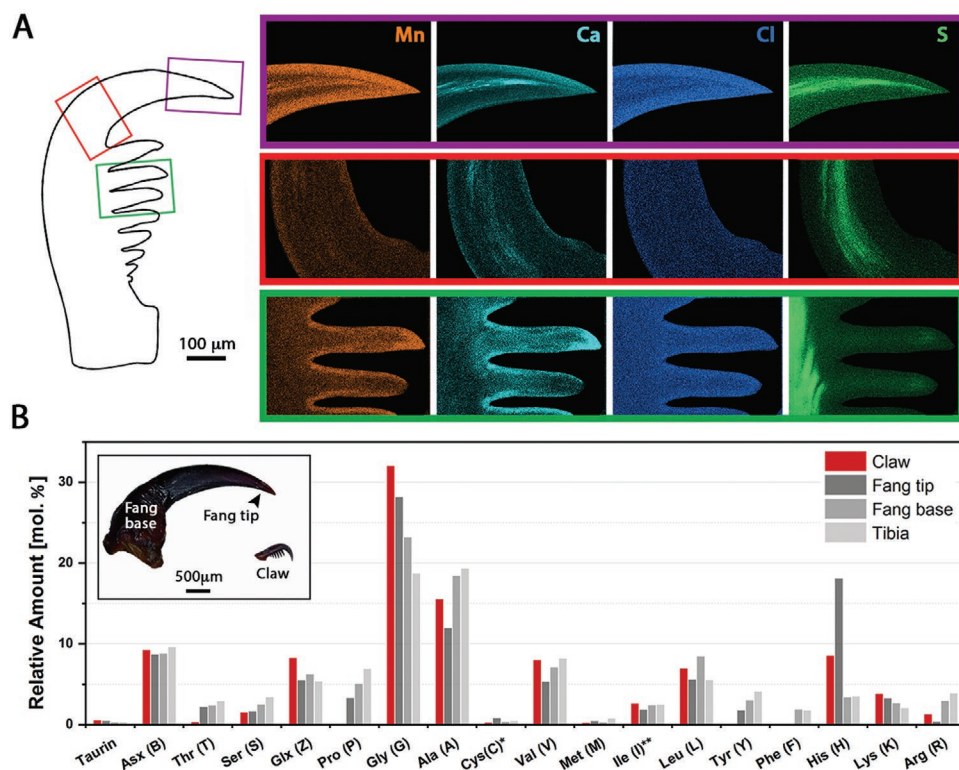 A
Mn
Ca
Cl
S
100 μm
B
Relative Amount [mol. %]
30
20
10
0
Fang
base
Fang tip
Claw
500μm
Claw
Fang tip
Fang base
Tibia
Taurin
Asx (B)
Thr (T)
Ser (S)
Glx (Z)
Pro (P)
Gly (G)
Ala (A)
Cys(C)*
Val (V)
Met (M)
Ile (I)**
Leu (L)
Tyr (Y)
Phe (F)
His (H)
Lys (K)
Arg (R)